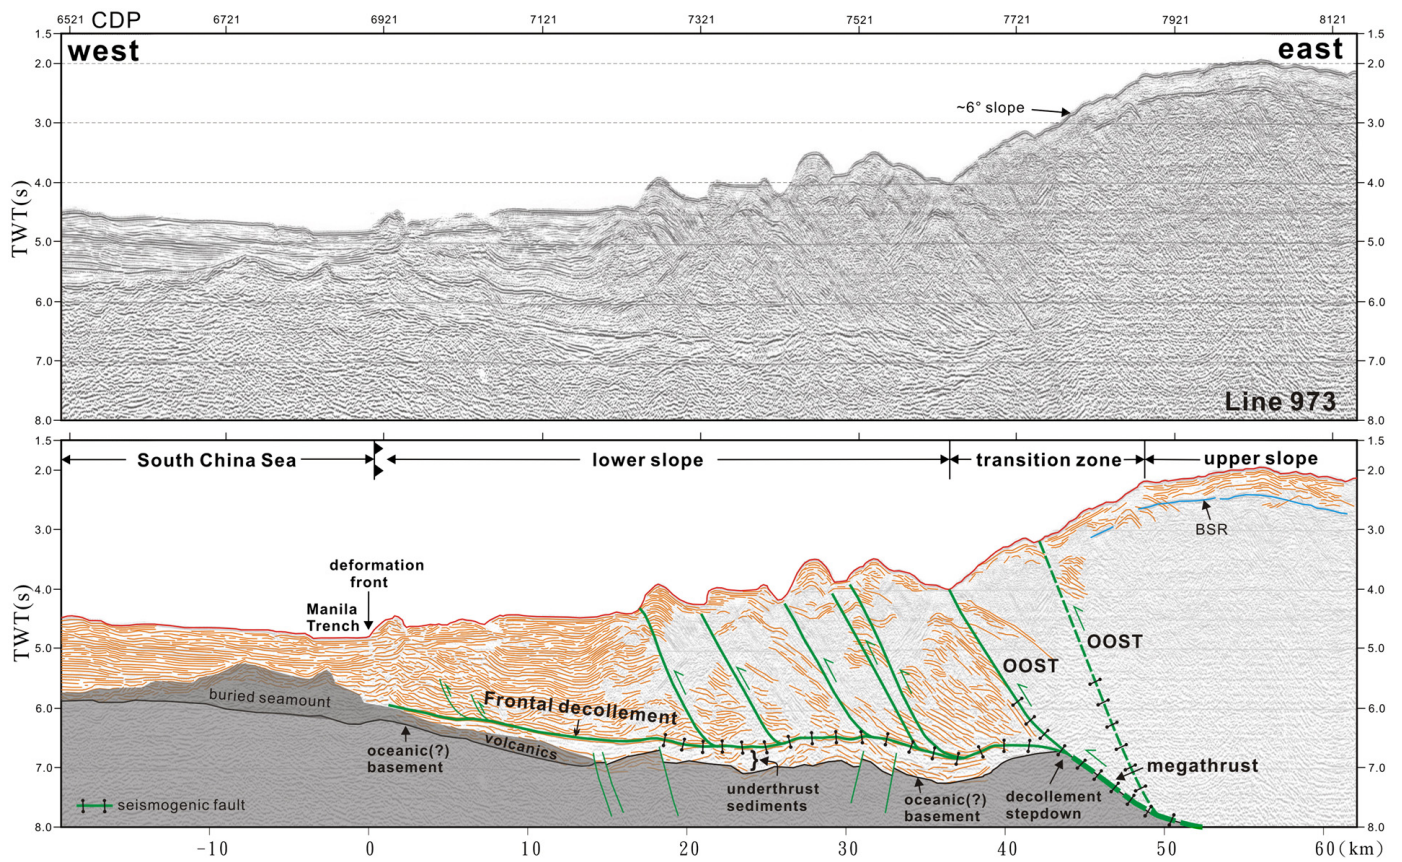 6521 CDP 6721 6921 7121 7321 7521 7721 7921 8121
1.5 1.5
west east
2.0 2.0
~6° slope
3.0 3.0
4.0 4.0
TWT(s)
5.0 5.0
6.0 6.0
7.0 7.0
Line 973
8.0 8.0
1.5 1.5
South China Sea lower slope transition zone upper slope
2.0 2.0
BSR
3.0 3.0
deformation
front
4.0 4.0
Manila
Trench
TWT(s)
5.0 5.0
OOST
OOST
buried seamount
Frontal decollement
6.0 6.0
volcanics
oceanic(?)
basement
7.0 7.0
megathrust
underthrust
sediments
oceanic(?)
basement
decollement
stepdown
seismogenic fault
8.0 8.0
-10 0 10 20 30 40 50 60(km)